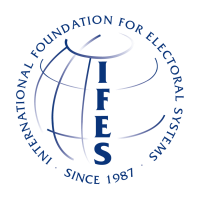 · INTERNATIONAL FOUNDATION FOR ELECTORAL SYSTEMS ·
IFES
SINCE 1987